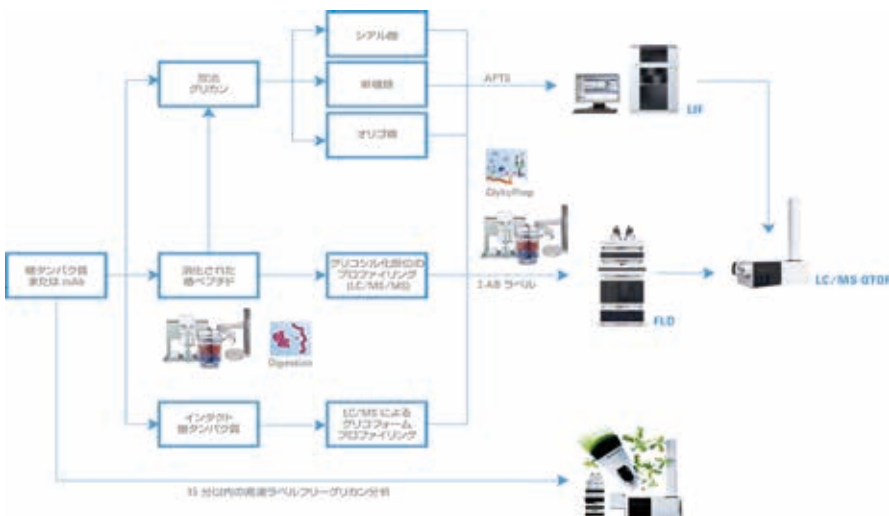 シアル酸
遊離
グリカン
単糖類
オリゴ糖
APTS
LIF
GlykoPrep
糖タンパク質
または mAb
消化された
糖ペプチド
グリコシル化部位の
プロファイリング
(LC/MS/MS)
2-AB ラベル
FLD
LC/MS QTOF
Digestion
インタクト
糖タンパク質
LC/MS による
グリコフォーム
プロファイリング
15 分以内の高速ラベルフリーグリカン分析